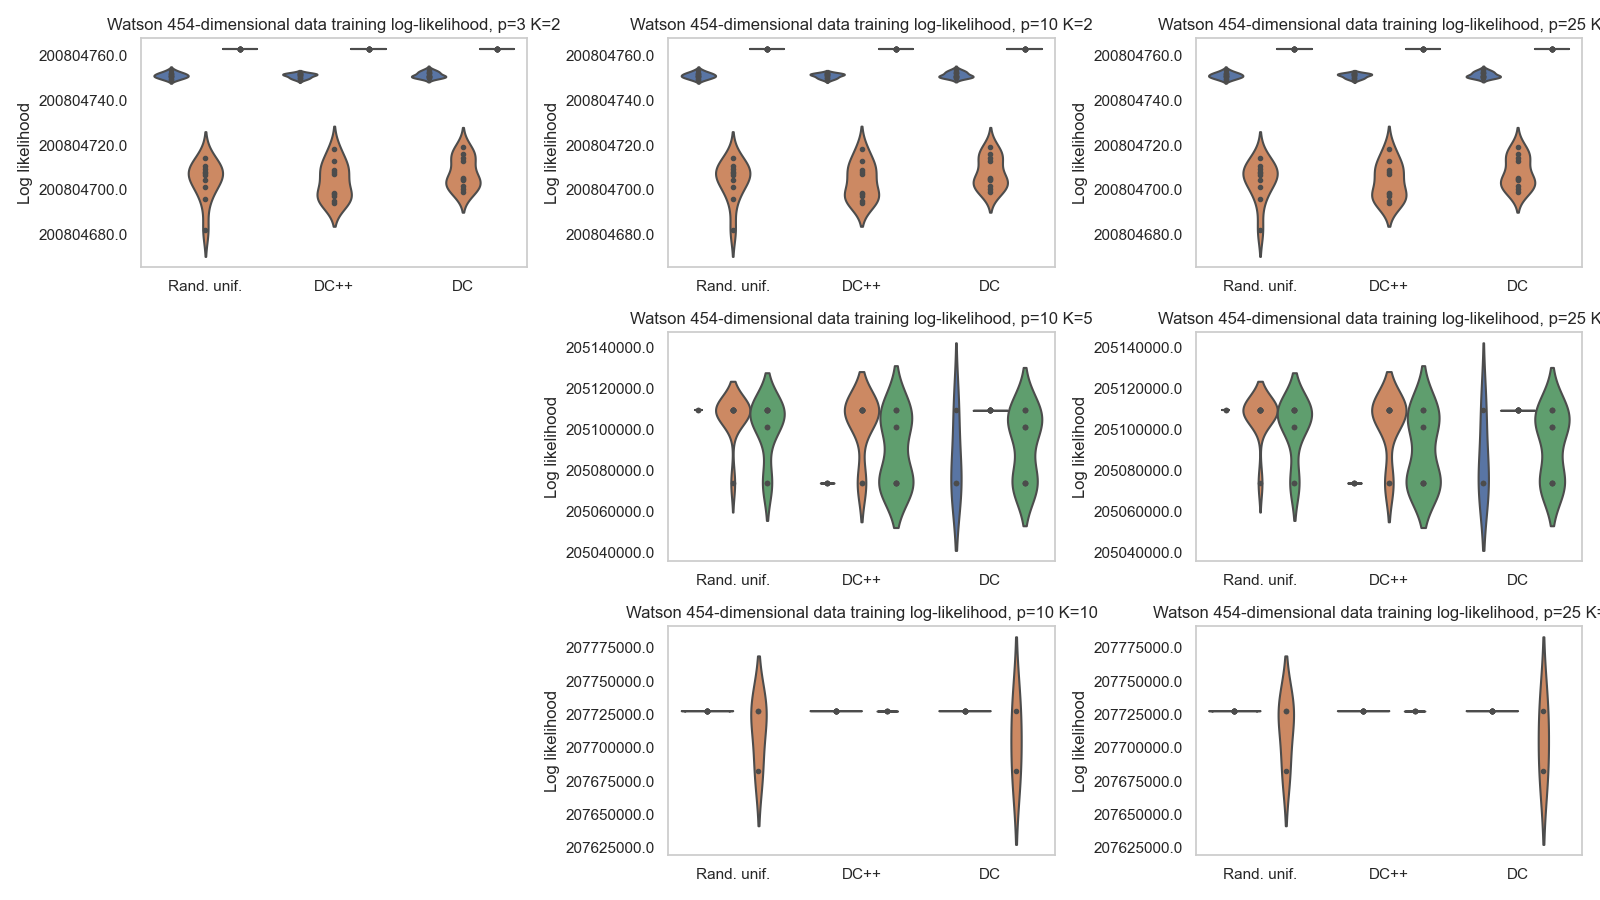 Watson 454-dimensional data training log-likelihood, p=3 K=2
Log likelihood
200804760.0
200804740.0
200804720.0
200804700.0
200804680.0
Rand. unif.
DC++
DC
Watson 454-dimensional data training log-likelihood, p=10 K=2
Log likelihood
200804760.0
200804740.0
200804720.0
200804700.0
200804680.0
Rand. unif.
DC++
DC
Watson 454-dimensional data training log-likelihood, p=25 K
Log likelihood
200804760.0
200804740.0
200804720.0
200804700.0
200804680.0
Rand. unif.
DC++
DC
Watson 454-dimensional data training log-likelihood, p=10 K=5
Log likelihood
205140000.0
205120000.0
205100000.0
205080000.0
205060000.0
205040000.0
Rand. unif.
DC++
DC
Watson 454-dimensional data training log-likelihood, p=25 K
Log likelihood
205140000.0
205120000.0
205100000.0
205080000.0
205060000.0
205040000.0
Rand. unif.
DC++
DC
Watson 454-dimensional data training log-likelihood, p=10 K=10
Log likelihood
207775000.0
207750000.0
207725000.0
207700000.0
207675000.0
207650000.0
207625000.0
Rand. unif.
DC++
DC
Watson 454-dimensional data training log-likelihood, p=25 K=
Log likelihood
207775000.0
207750000.0
207725000.0
207700000.0
207675000.0
207650000.0
207625000.0
Rand. unif.
DC++
DC